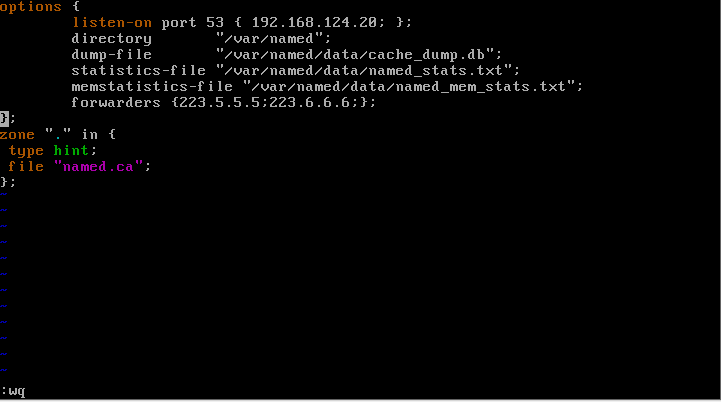 options {
listen-on port 53 { 192.168.124.20; };
directory "/var/named";
dump-file "/var/named/data/cache_dump.db";
statistics-file "/var/named/data/named_stats.txt";
memstatistics-file "/var/named/data/named_mem_stats.txt";
forwarders {223.5.5.5;223.6.6.6;};
};
zone "." in {
type hint;
file "named.ca";
};
~
~
~
~
~
~
~
~
~
~
~
~
:wq